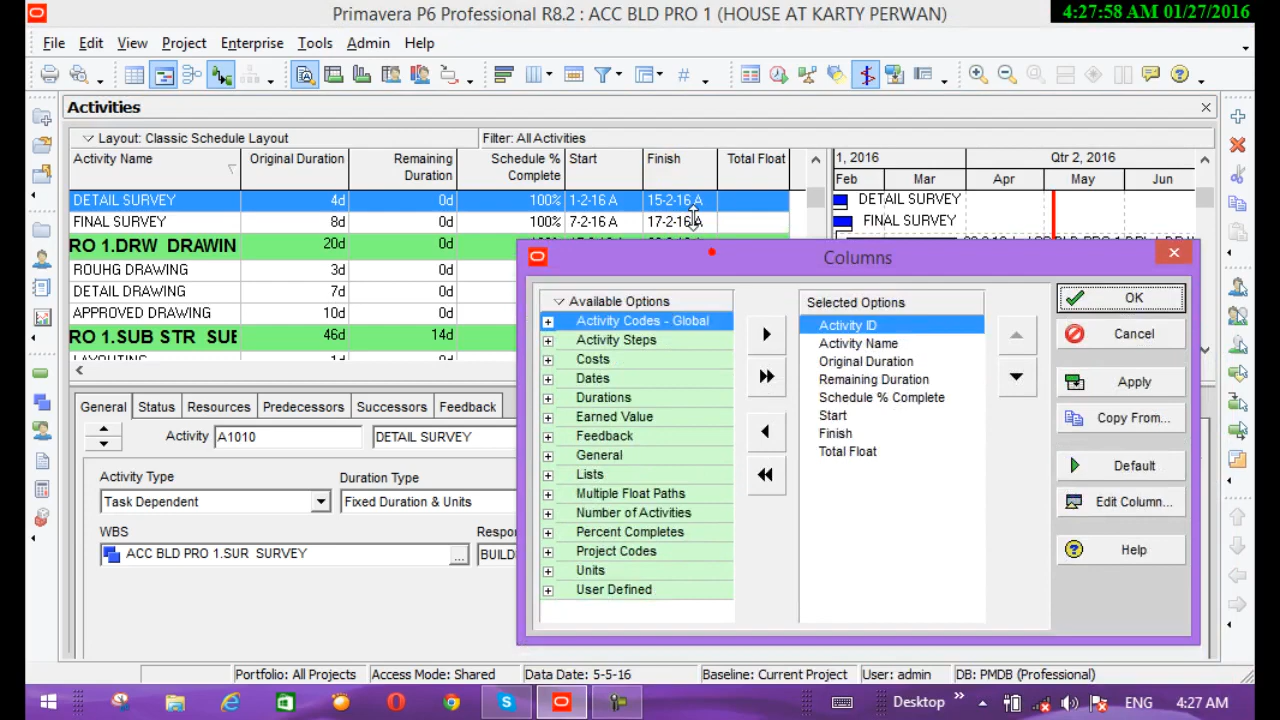 Primavera P6 Professional R8.2 : ACC BLD PRO 1 (HOUSE AT KARTY PERWAN)
4:27:58 AM 01/27/2016
File Edit View Project Enterprise Tools Admin Help
Activities
Layout: Classic Schedule Layout
Filter: All Activities
Activity Name Original Duration Remaining Duration Schedule % Complete Start Finish Total Float
1, 2016 Qtr 2, 2016
Feb Mar Apr May Jun
DETAIL SURVEY 4d 0d 100% 1-2-16 A 15-2-16 A
DETAIL SURVEY
FINAL SURVEY 8d 0d 100% 7-2-16 A 17-2-16 A
FINAL SURVEY
RO 1.DRW DRAWIN 20d 0d
ROUHG DRAWING 3d 0d
DETAIL DRAWING 7d 0d
APPROVED DRAWING 10d 0d
RO 1.SUB STR SUE 46d 14d
General Status Resources Predecessors Successors Feedback
Activity A1010 DETAIL SURVEY
Activity Type Duration Type
Task Dependent Fixed Duration & Units
WBS Respor
ACC BLD PRO 1.SUR SURVEY ... BUILD
Columns
Available Options
Activity Codes - Global
Activity Steps
Costs
Dates
Durations
Earned Value
Feedback
General
Lists
Multiple Float Paths
Number of Activities
Percent Completes
Project Codes
Units
User Defined
Selected Options
Activity ID
Activity Name
Original Duration
Remaining Duration
Schedule % Complete
Start
Finish
Total Float
OK
Cancel
Apply
Copy From...
Default
Edit Column...
Help
Portfolio: All Projects Access Mode: Shared Data Date: 5-5-16 Baseline: Current Project User: admin DB: PMDB (Professional)
Desktop » ENG 4:27 AM